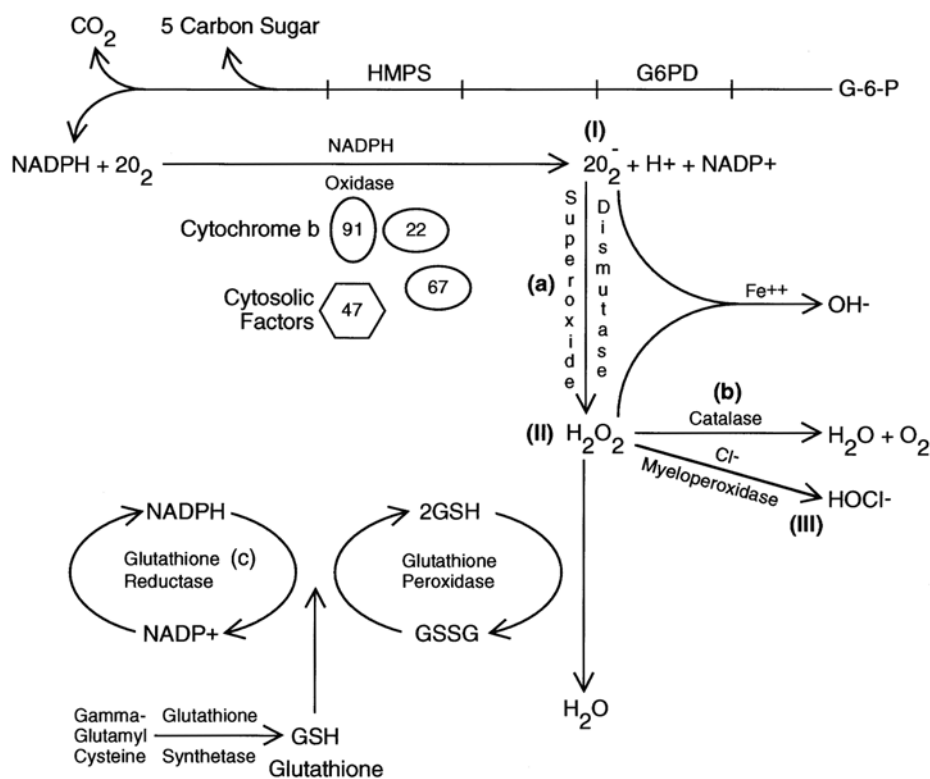 CO2 5 Carbon Sugar
HMPS G6PD G-6-P
(I)
NADPH + 202 NADPH 202- + H+ + NADP+
Oxidase
Cytochrome b 91 22
Superoxide Dismutase
(a)
67
Cytosolic
Factors
47
Fe++ OH-
(b)
(II) H2O2 Catalase H2O + O2
Cl-
Myeloperoxidase HOCl-
(III)
NADPH 2GSH
Glutathione (c) Glutathione
Reductase Peroxidase
NADP+ GSSG
H2O
Gamma- Glutathione
Glutamyl GSH
Cysteine Synthetase
Glutathione